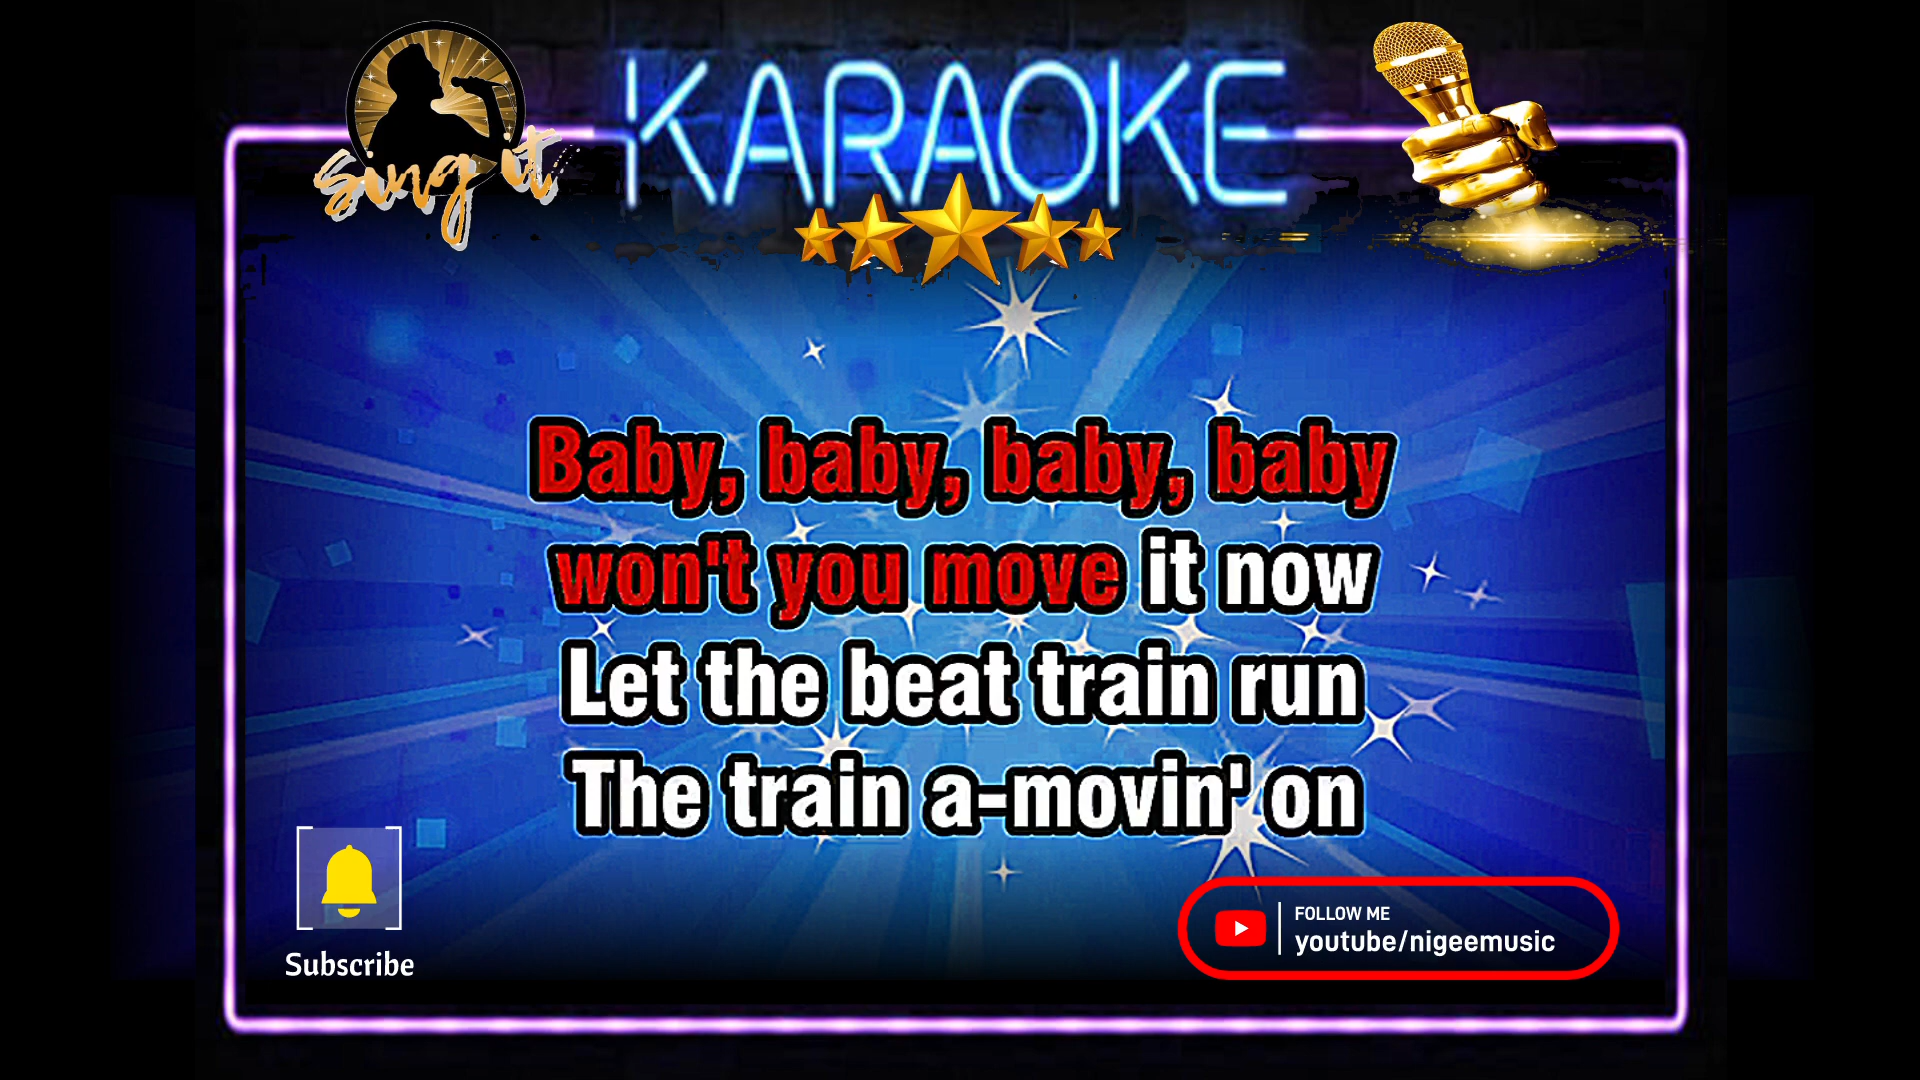 sing it
KARAOKE
Baby, baby, baby, baby
won't you move it now
Let the beat train run
The train a-movin' on
Subscribe
FOLLOW ME
youtube/nigeemusic